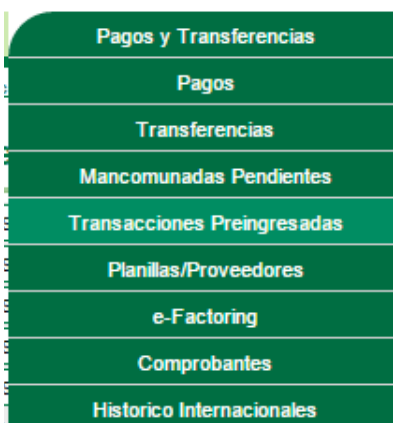 Pagos y Transferencias
Pagos
Transferencias
Mancomunadas Pendientes
Transacciones Preingresadas
Planillas/Proveedores
e-Factoring
Comprobantes
Historico Internacionales